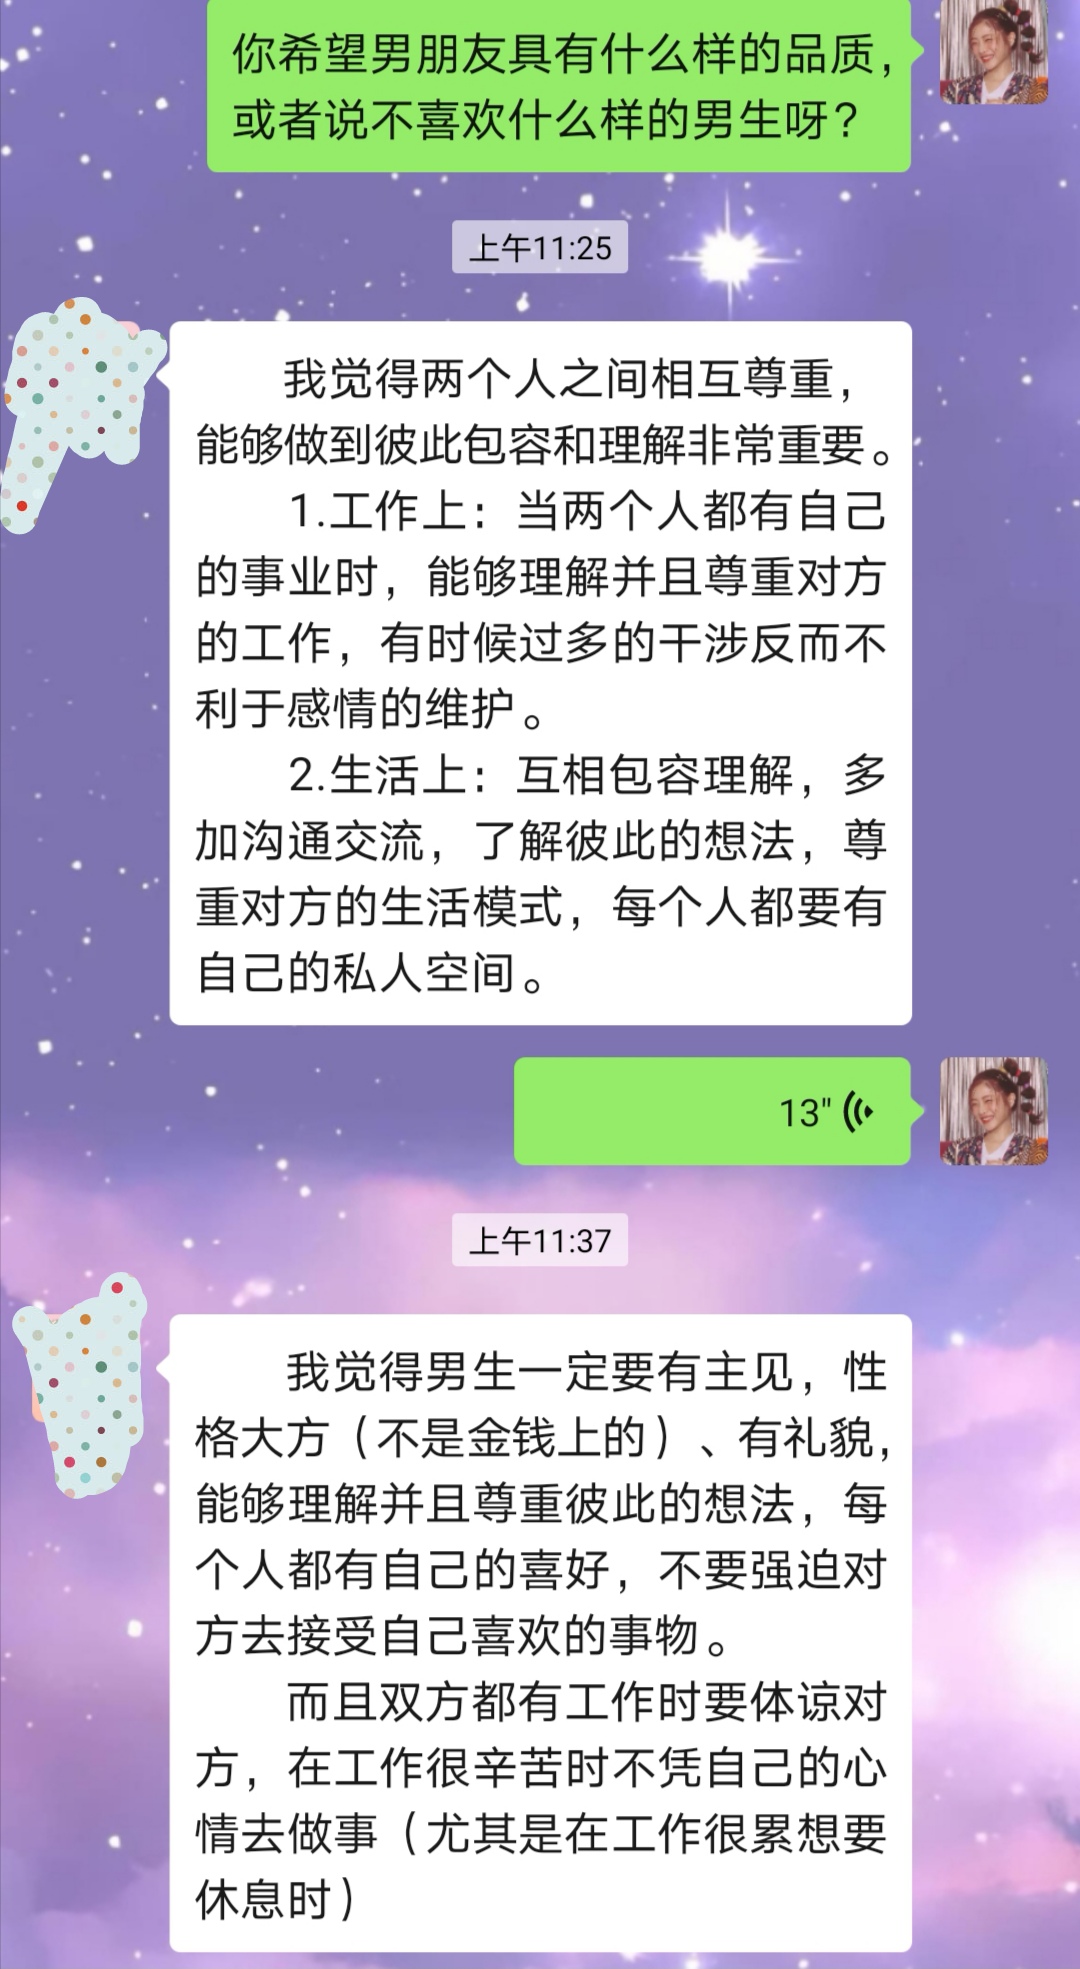 你希望男朋友具有什么样的品质，
或者说不喜欢什么样的男生呀？
上午11:25
我觉得两个人之间相互尊重，
能够做到彼此包容和理解非常重要。
1.工作上：当两个人都有自己
的事业时，能够理解并且尊重对方
的工作，有时候过多的干涉反而不
利于感情的维护。
2.生活上：互相包容理解，多
加沟通交流，了解彼此的想法，尊
重对方的生活模式，每个人都要有
自己的私人空间。
13"
上午11:37
我觉得男生一定要有主见，性
格大方（不是金钱上的）、有礼貌，
能够理解并且尊重彼此的想法，每
个人都有自己的喜好，不要强迫对
方去接受自己喜欢的事物。
而且双方都有工作时要体谅对
方，在工作很辛苦时不凭自己的心
情去做事（尤其是在工作很累想要
休息时）